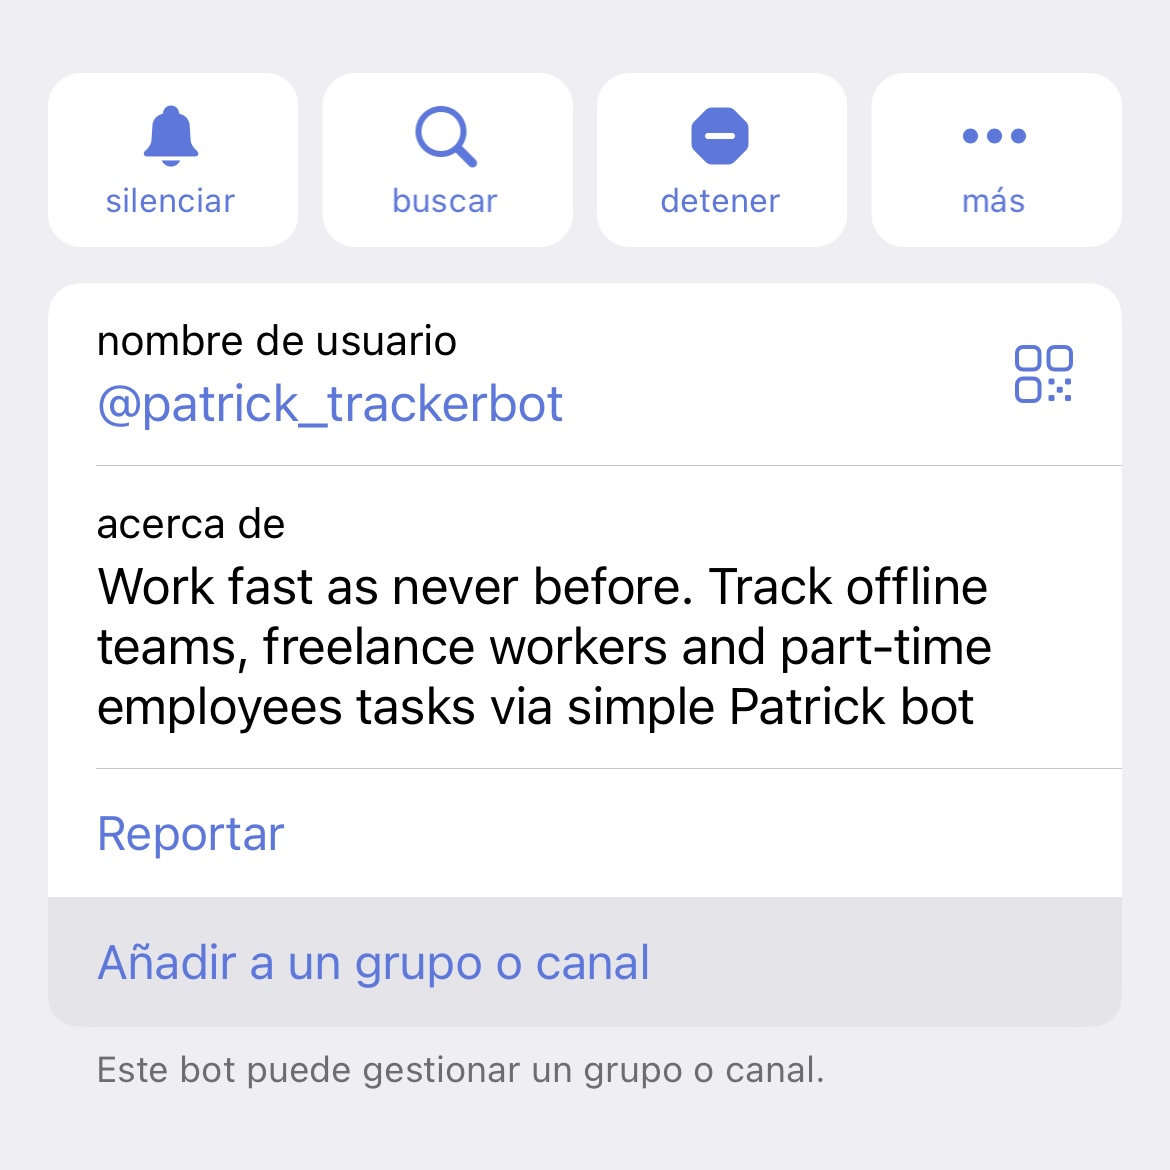 silenciar
buscar
detener
más
nombre de usuario
@patrick_trackerbot
acerca de
Work fast as never before. Track offline
teams, freelance workers and part-time
employees tasks via simple Patrick bot
Reportar
Añadir a un grupo o canal
Este bot puede gestionar un grupo o canal.